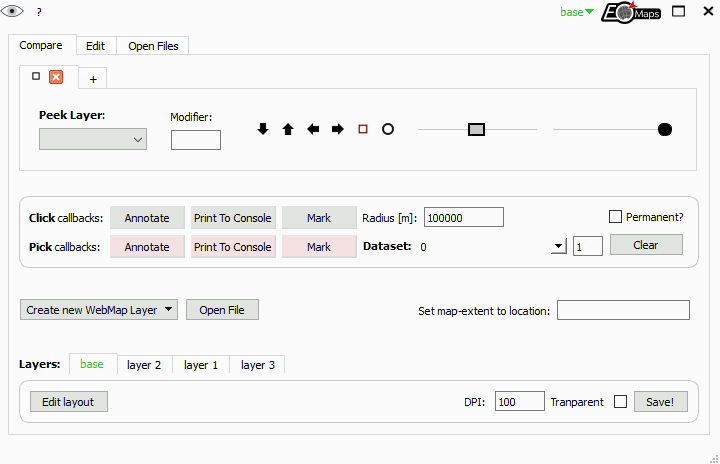 ? base EO Maps
Compare Edit Open Files
+
Peek Layer: Modifier:
Click callbacks: Annotate Print To Console Mark Radius [m]: 100000 Permanent?
Pick callbacks: Annotate Print To Console Mark Dataset: 0 1 Clear
Create new WebMap Layer Open File Set map-extent to location:
Layers: base layer 2 layer 1 layer 3
Edit layout DPI: 100 Tranparent Save!